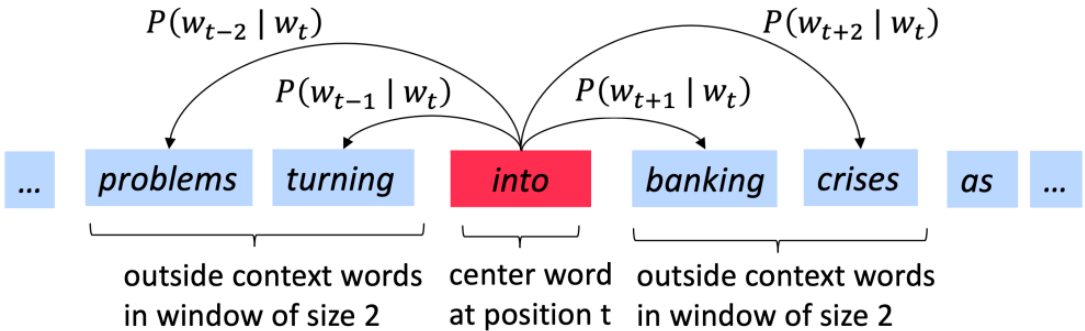 P(w_{t−2} | w_t)
P(w_{t+2} | w_t)
P(w_{t−1} | w_t)
P(w_{t+1} | w_t)
... problems turning into banking crises as ...
outside context words
in window of size 2
center word
at position t
outside context words
in window of size 2